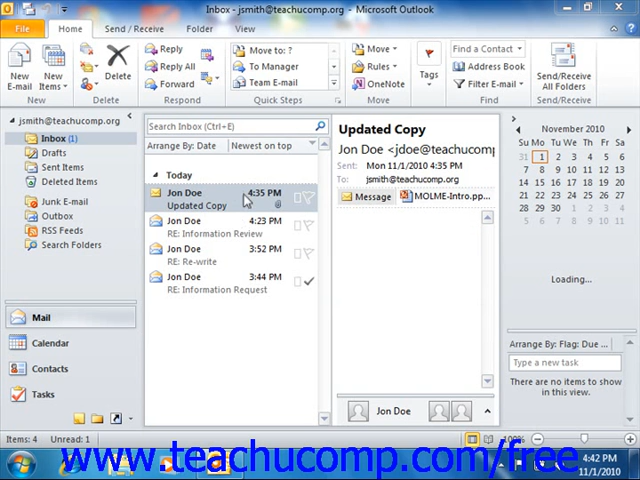 Inbox - jsmith@teachucomp.org - Microsoft Outlook
File Home Send / Receive Folder View
New E-mail
New Items
Delete
Reply
Reply All
Forward
Move to: ?
To Manager
Team E-mail
Move
Rules
OneNote
Tags
Find a Contact
Address Book
Filter E-mail
Send/Receive All Folders
New Delete Respond Quick Steps Move Find Send/Receive
jsmith@teachucomp.org
Inbox (1)
Drafts
Sent Items
Deleted Items
Junk E-mail
Outbox
RSS Feeds
Search Folders
Mail
Calendar
Contacts
Tasks
Search Inbox (Ctrl+E)
Arrange By: Date Newest on top
Today
Jon Doe 4:35 PM
Updated Copy
Jon Doe 4:23 PM
RE: Information Review
Jon Doe 3:52 PM
RE: Re-write
Jon Doe 3:44 PM
RE: Information Request
Updated Copy
Jon Doe <jdoe@teachucomp
Sent: Mon 11/1/2010 4:35 PM
To: jsmith@teachucomp.org
Message MOLME-Intro.pp...
Jon Doe
November 2010
SU MO TU WE TH FR SA
31 1 2 3 4 5 6
7 8 9 10 11 12 13
14 15 16 17 18 19 20
21 22 23 24 25 26 27
28 29 30 1 2 3 4
Loading...
Arrange By: Flag: Due ...
Type a new task
There are no items to show in this view.
Items: 4 Unread: 1
100%
www.teachucomp.com/free
4:42 PM
11/1/2010